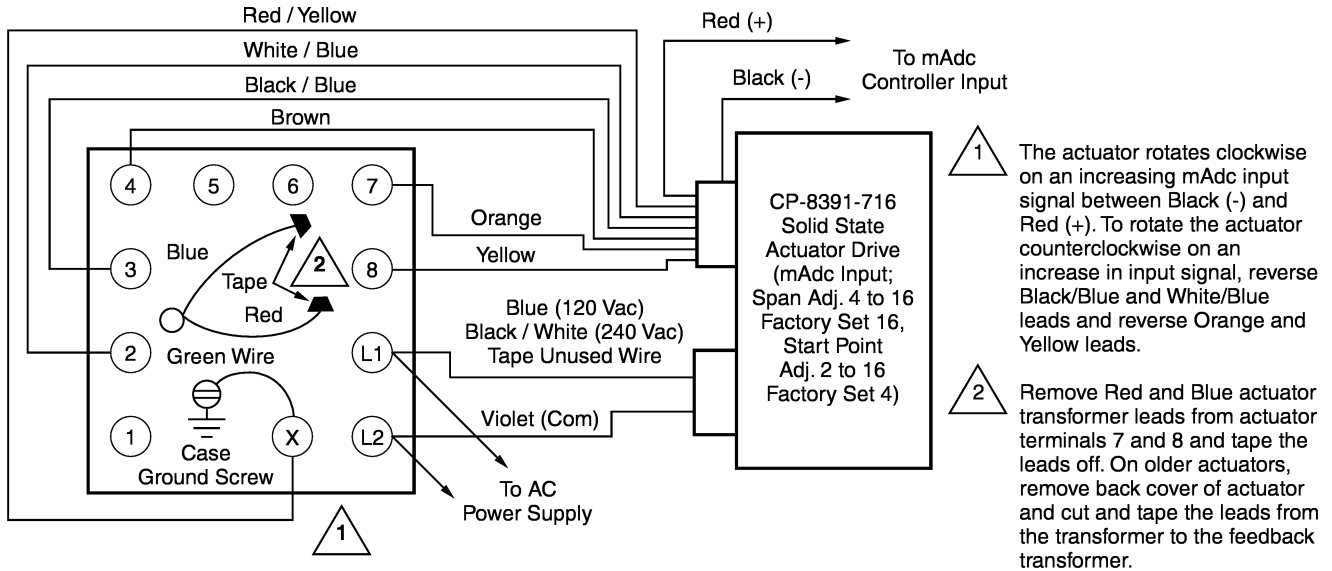 Red / Yellow
White / Blue
Black / Blue
Brown
Red (+)
Black (-)
To mAdc
Controller Input
4
5
6
7
3
8
2
L1
1
X
L2
Blue
Tape
2
Red
Green Wire
Case
Ground Screw
Orange
Yellow
Blue (120 Vac)
Black / White (240 Vac)
Tape Unused Wire
Violet (Com)
To AC
Power Supply
1
CP-8391-716
Solid State
Actuator Drive
(mAdc Input;
Span Adj. 4 to 16
Factory Set 16,
Start Point
Adj. 2 to 16
Factory Set 4)
1
The actuator rotates clockwise
on an increasing mAdc input
signal between Black (-) and
Red (+). To rotate the actuator
counterclockwise on an
increase in input signal, reverse
Black/Blue and White/Blue
leads and reverse Orange and
Yellow leads.
2
Remove Red and Blue actuator
transformer leads from actuator
terminals 7 and 8 and tape the
leads off. On older actuators,
remove back cover of actuator
and cut and tape the leads from
the transformer to the feedback
transformer.